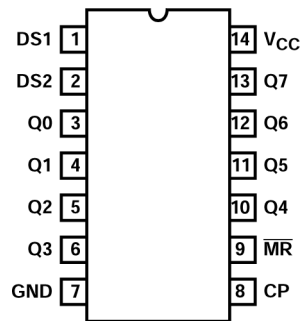 DS1 1 14 VCC
DS2 2 13 Q7
Q0 3 12 Q6
Q1 4 11 Q5
Q2 5 10 Q4
Q3 6 9 M̅R̅
GND 7 8 CP